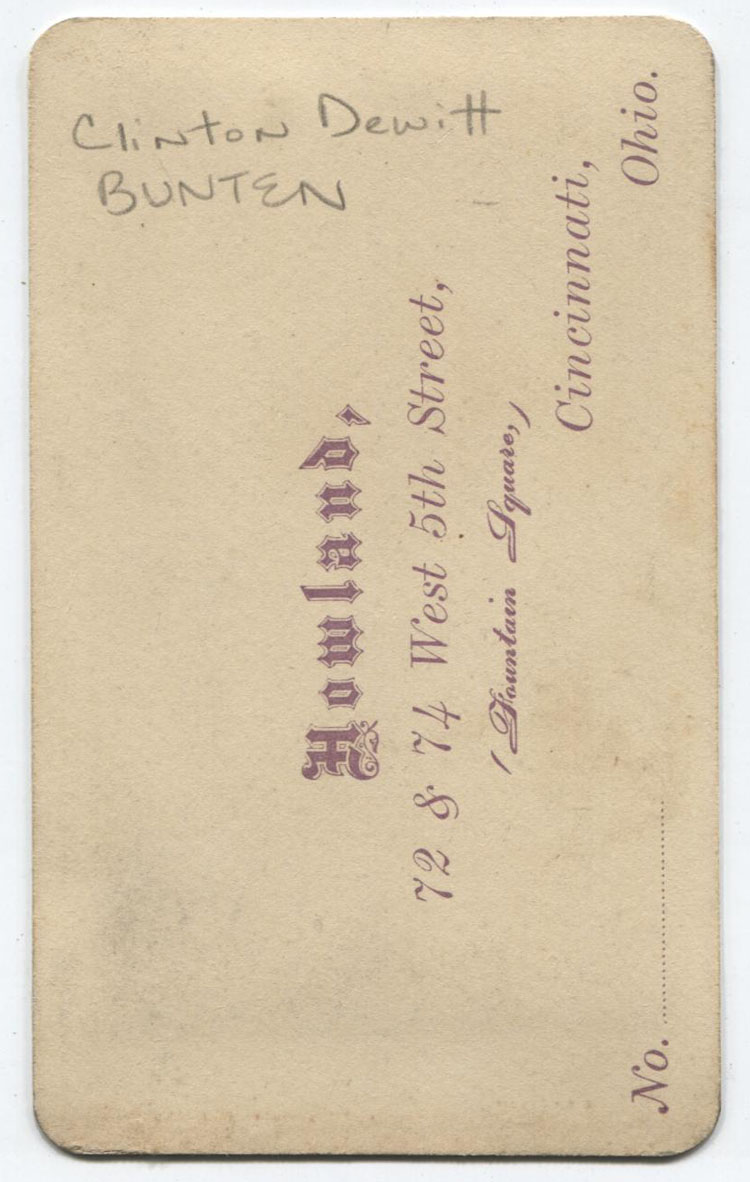 Clinton Dewitt
BUNTEN
Howland,
72 & 74 West 5th Street,
(Fountain Square,)
Cincinnati,
Ohio.
No.